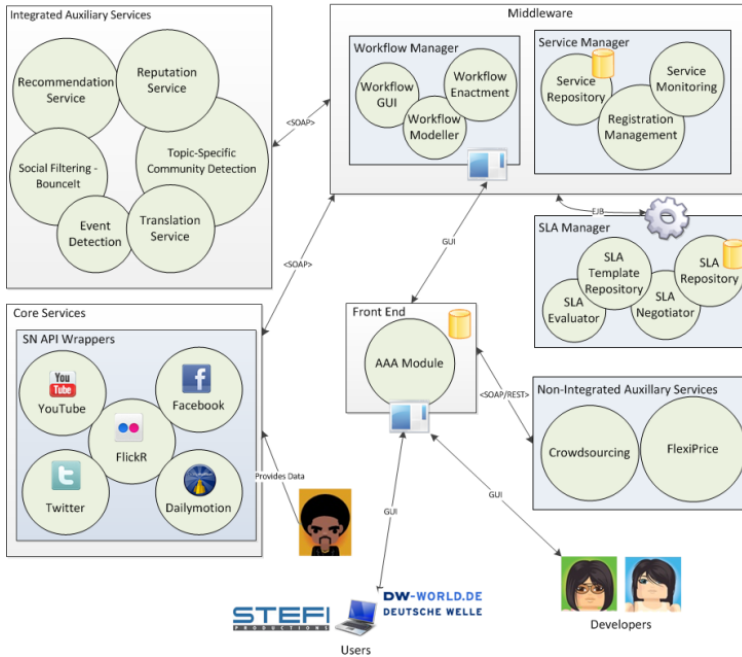 Integrated Auxiliary Services
Recommendation
Service
Reputation
Service
Social Filtering -
BounceIt
Topic-Specific
Community Detection
Event
Detection
Translation
Service
<SOAP>
<SOAP>
Middleware
Workflow Manager
Workflow
GUI
Workflow
Enactment
Workflow
Modeller
Service Manager
Service
Repository
Service
Monitoring
Registration
Management
EJB
GUI
SLA Manager
SLA
Template
Repository
SLA
Repository
SLA
Evaluator
SLA
Negotiator
Core Services
SN API Wrappers
You
Tube
YouTube
f
Facebook
FlickR
t
Twitter
Dailymotion
Provides Data
Front End
AAA Module
<SOAP/REST>
Non-Integrated Auxillary Services
Crowdsourcing
FlexiPrice
GUI
GUI
STEFI
PRODUCTIONS
DW-WORLD.DE
DEUTSCHE WELLE
Users
Developers